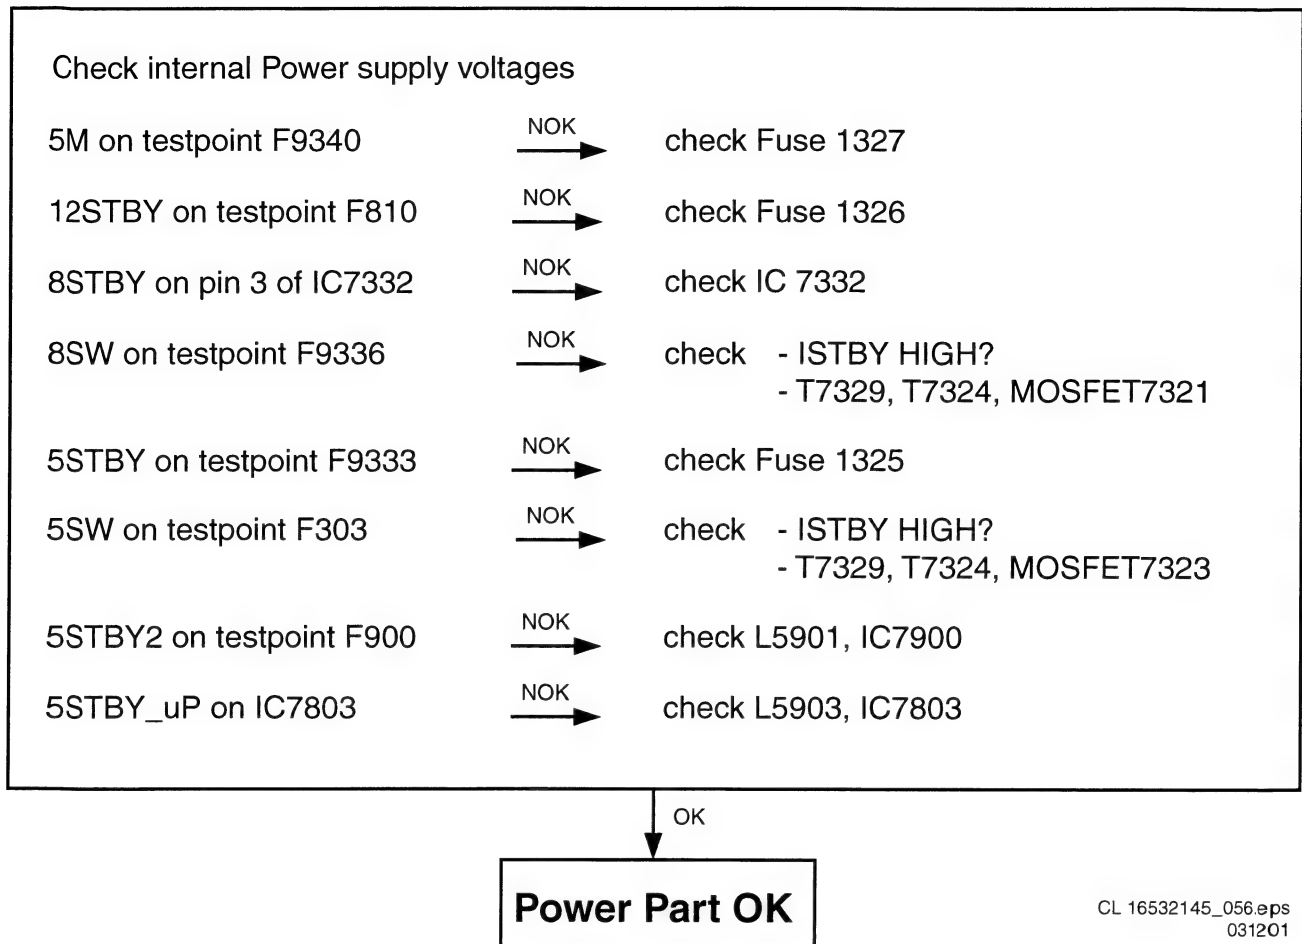 Check internal Power supply voltages
5M on testpoint F9340 NOK check Fuse 1327
12STBY on testpoint F810 NOK check Fuse 1326
8STBY on pin 3 of IC7332 NOK check IC 7332
8SW on testpoint F9336 NOK check - ISTBY HIGH?
- T7329, T7324, MOSFET7321
5STBY on testpoint F9333 NOK check Fuse 1325
5SW on testpoint F303 NOK check - ISTBY HIGH?
- T7329, T7324, MOSFET7323
5STBY2 on testpoint F900 NOK check L5901, IC7900
5STBY_uP on IC7803 NOK check L5903, IC7803
OK
Power Part OK
CL 16532145_056.eps
031201